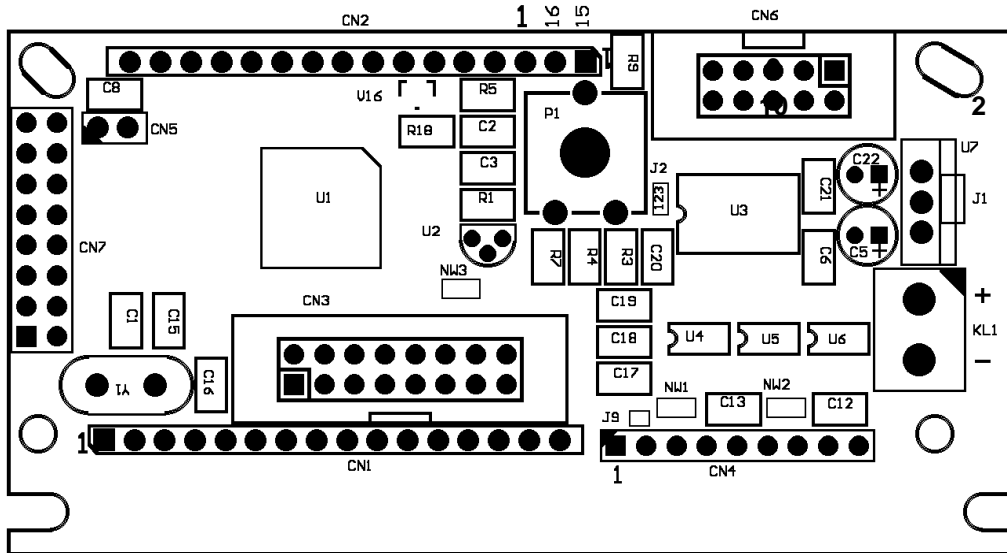 CN2
1
16
15
CN6
C8
V16
R5
P1
R9
10
2
CN5
R18
C2
C3
J2
123
C22
+
U7
U1
R1
U3
C21
J1
U2
CN7
R7
R4
R3
C20
C6
C5
+
NW3
CN3
C1
C15
C19
C18
C17
U4
U5
U6
+
KL1
−
Y1
C16
NW1
NW2
J9
C13
C12
1
CN1
CN4
1